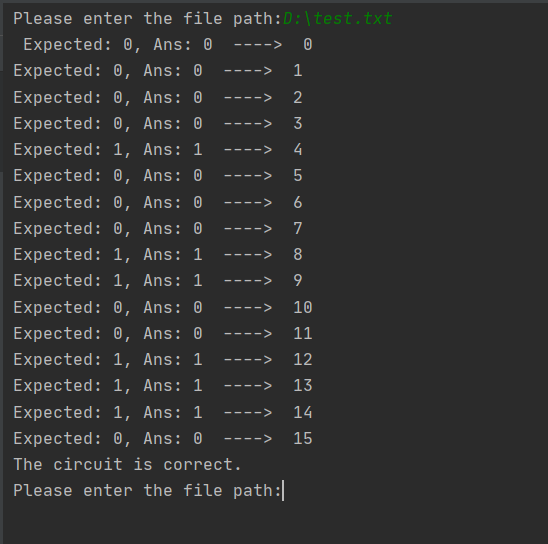 Please enter the file path:D:\test.txt
 Expected: 0, Ans: 0  ---->  0
Expected: 0, Ans: 0  ---->  1
Expected: 0, Ans: 0  ---->  2
Expected: 0, Ans: 0  ---->  3
Expected: 1, Ans: 1  ---->  4
Expected: 0, Ans: 0  ---->  5
Expected: 0, Ans: 0  ---->  6
Expected: 0, Ans: 0  ---->  7
Expected: 1, Ans: 1  ---->  8
Expected: 1, Ans: 1  ---->  9
Expected: 0, Ans: 0  ---->  10
Expected: 0, Ans: 0  ---->  11
Expected: 1, Ans: 1  ---->  12
Expected: 1, Ans: 1  ---->  13
Expected: 1, Ans: 1  ---->  14
Expected: 0, Ans: 0  ---->  15
The circuit is correct.
Please enter the file path: